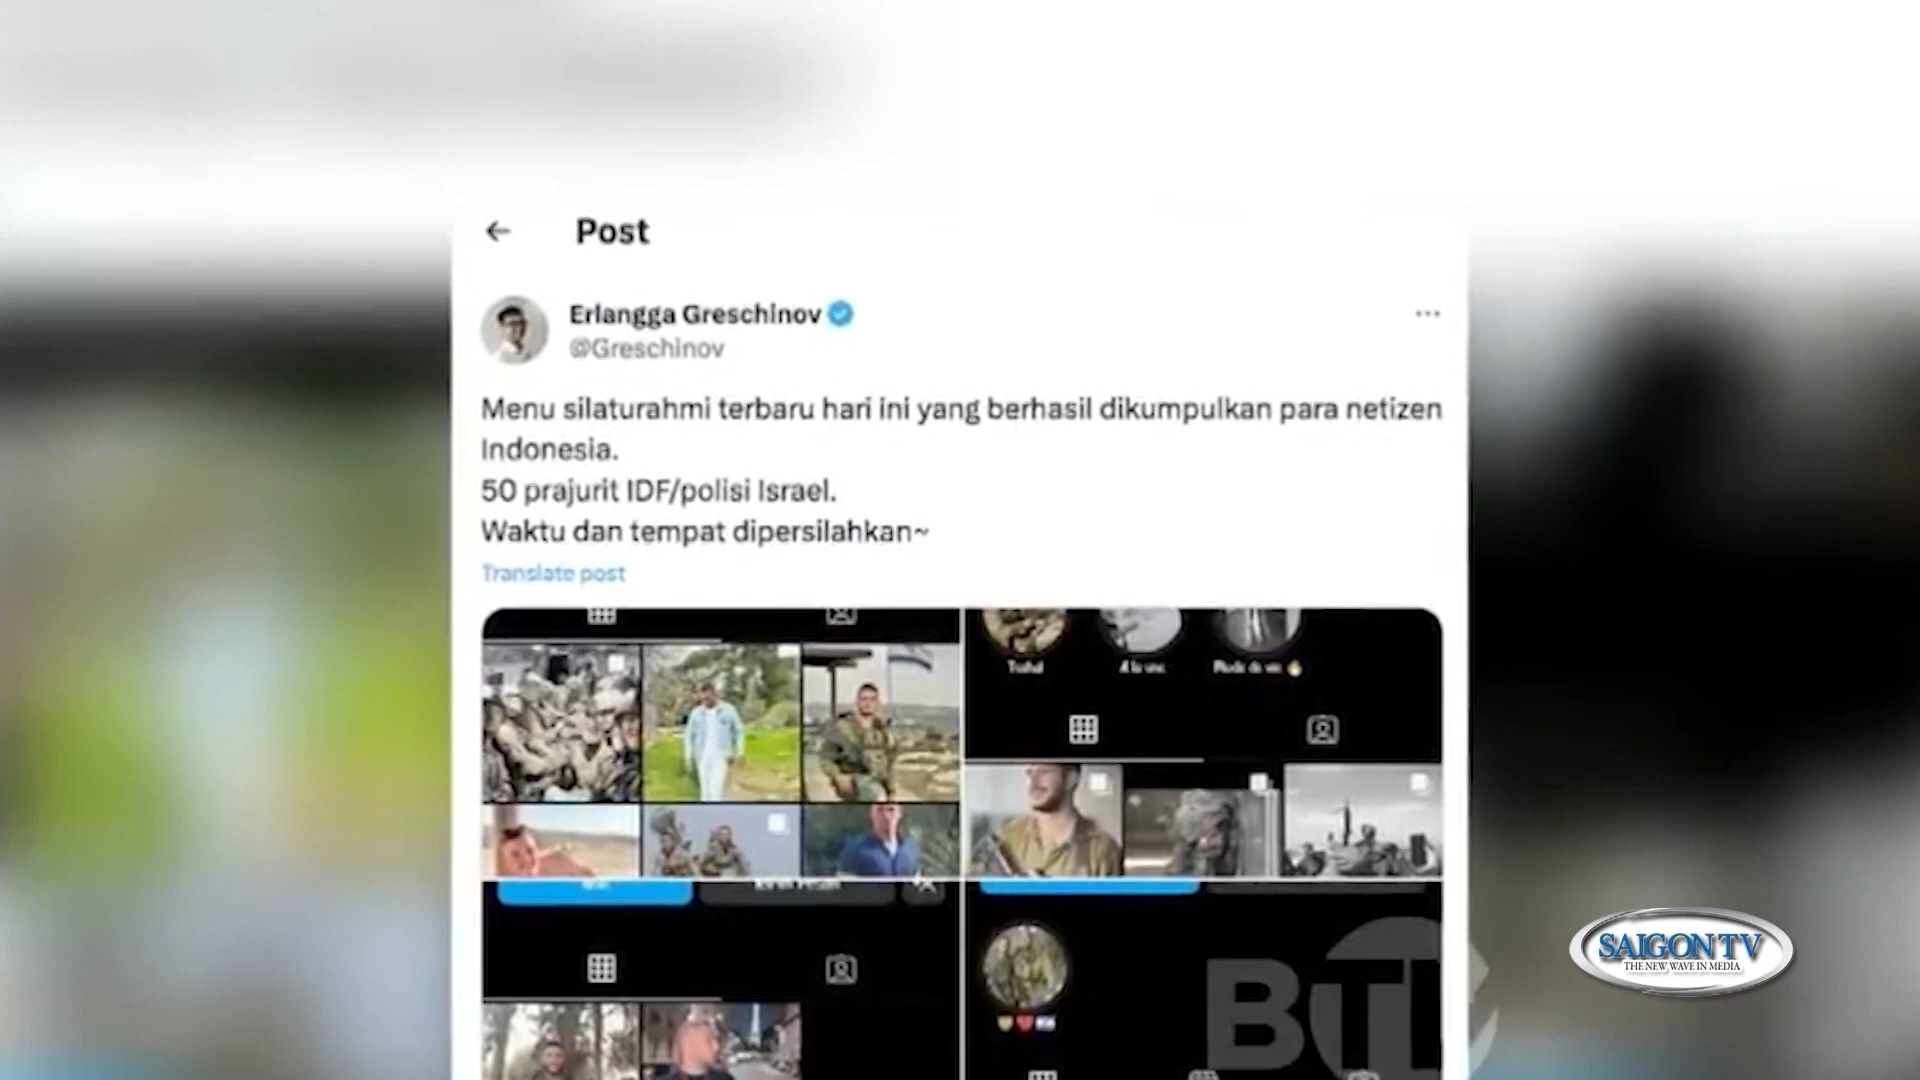 Post
Erlangga Greschinov
@Greschinov
Menu silaturahmi terbaru hari ini yang berhasil dikumpulkan para netizen
Indonesia.
50 prajurit IDF/polisi Israel.
Waktu dan tempat dipersilahkan~
Translate post
SAIGON TV
THE NEW WAVE IN MEDIA